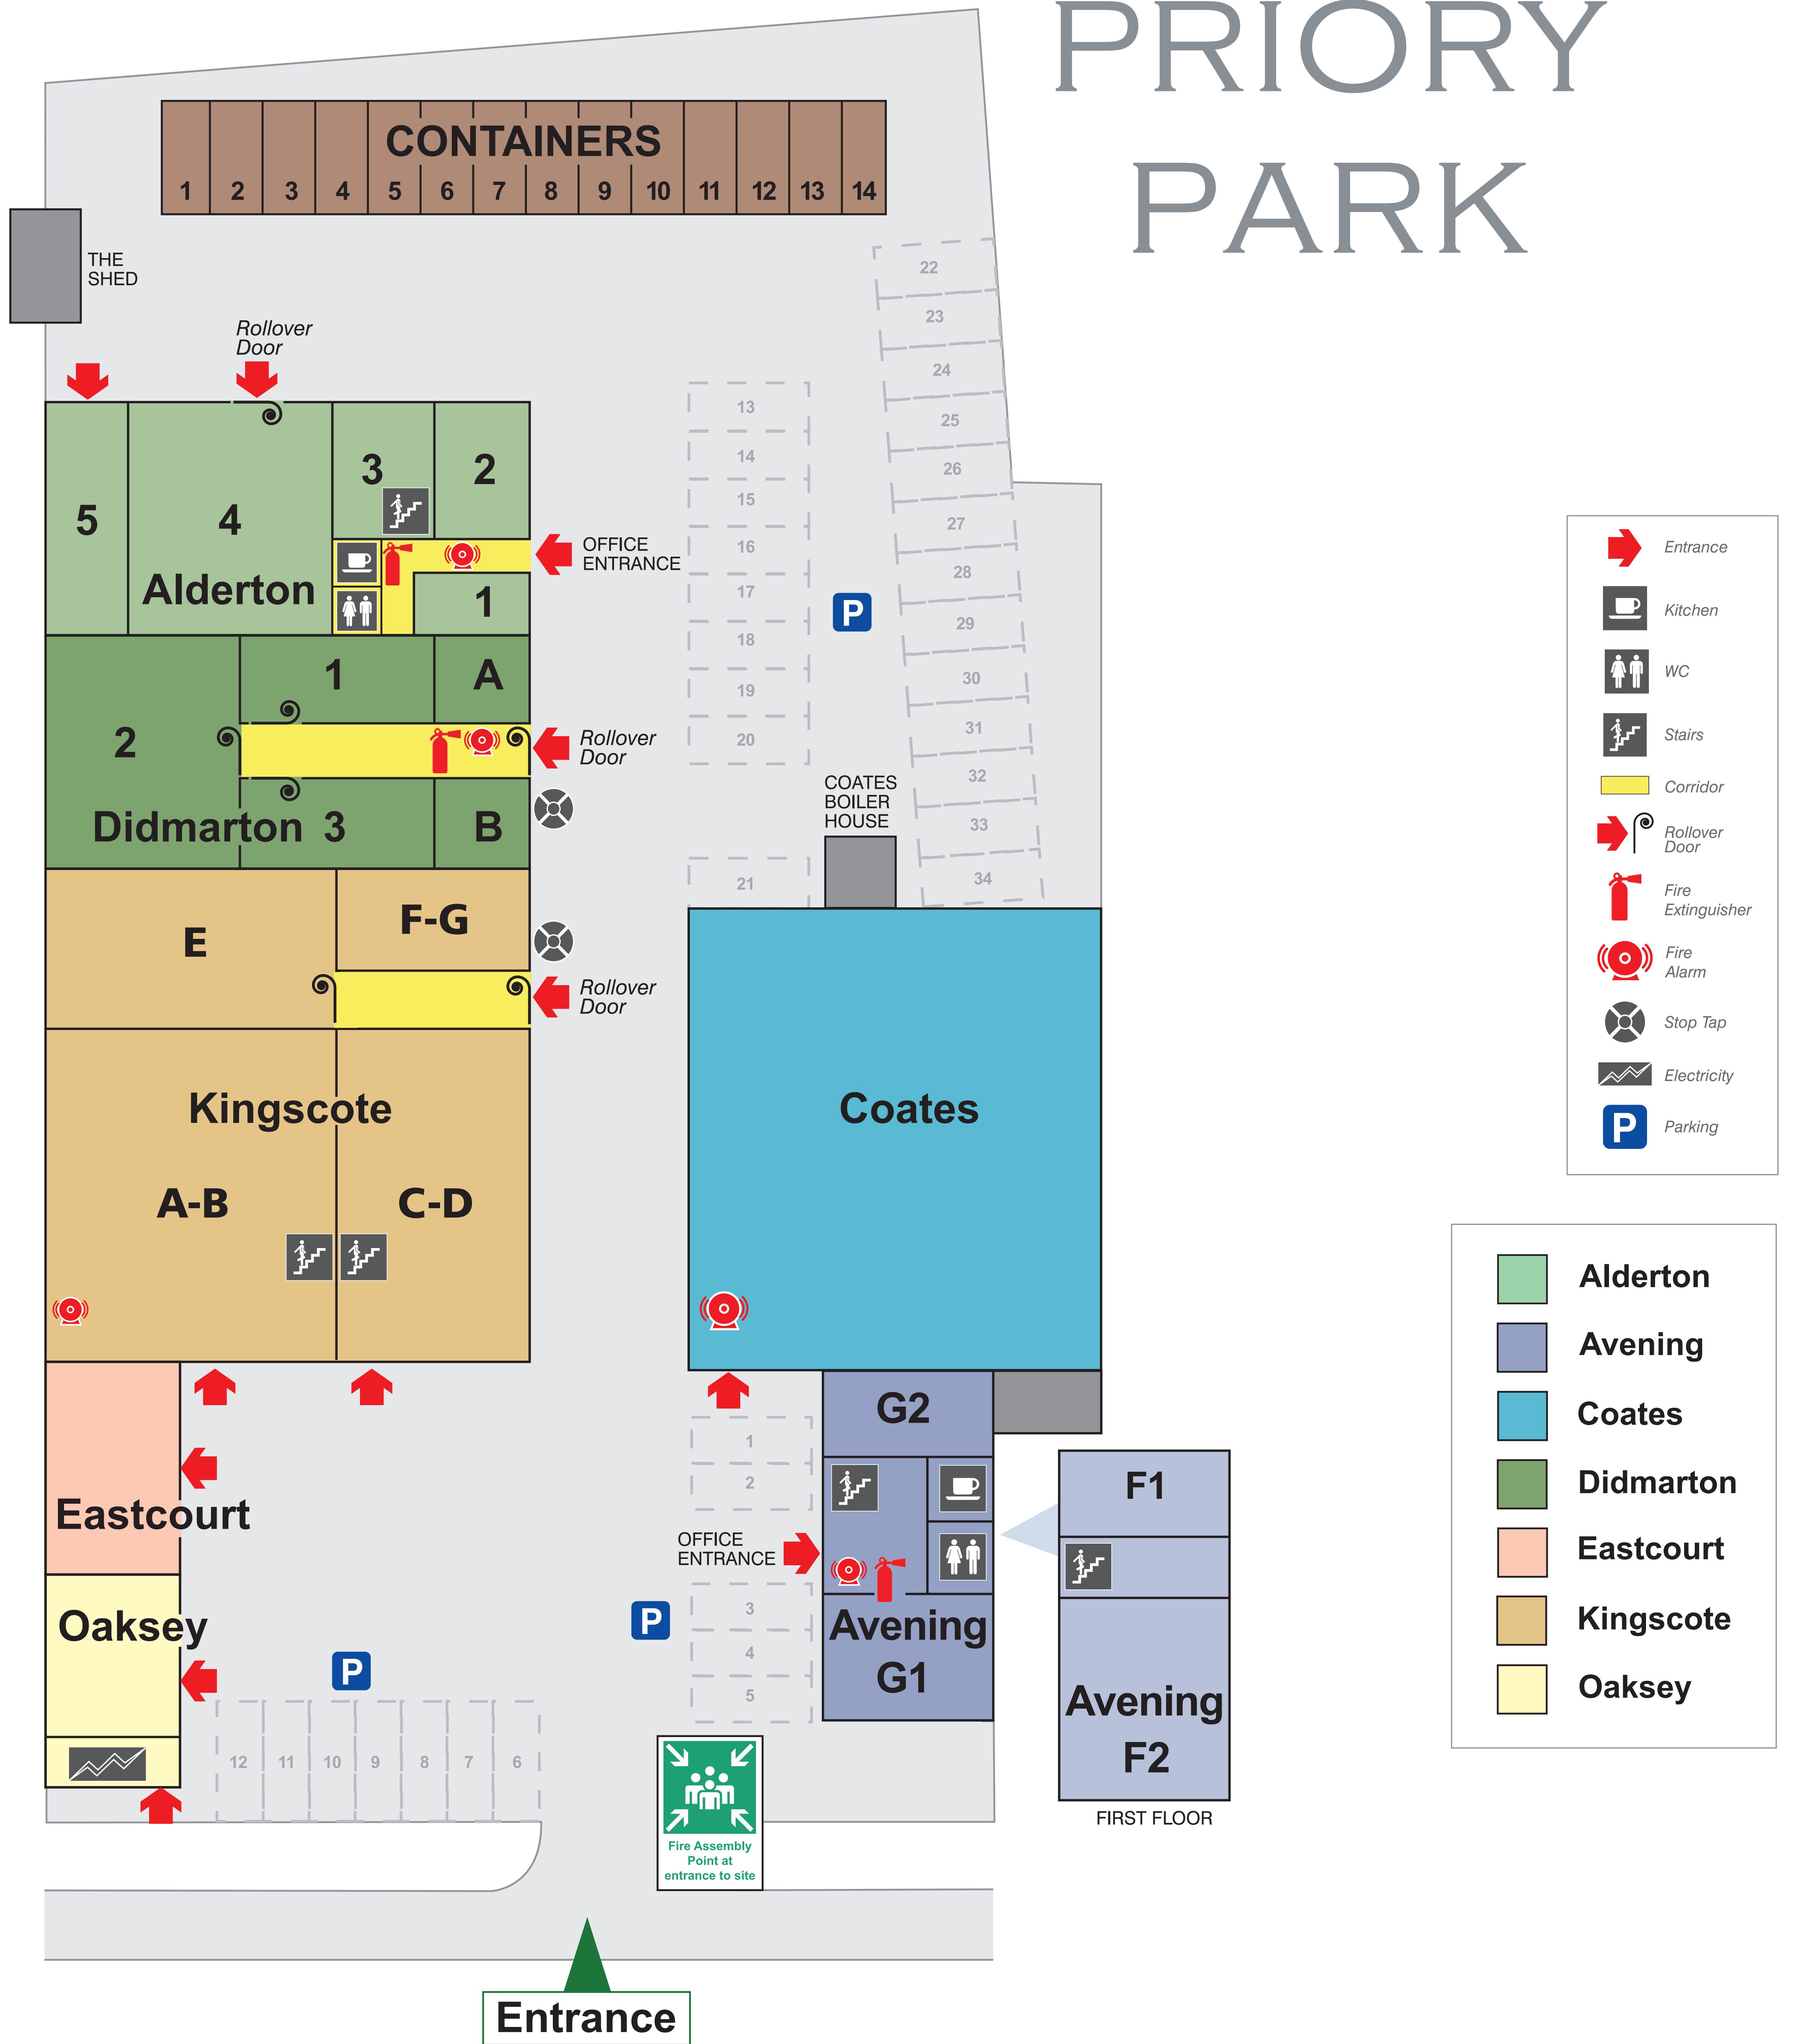 PRIORY
PARK
CONTAINERS
1 2 3 4 5 6 7 8 9 10 11 12 13 14
THE
SHED
Rollover
Door
5
4
3
2
Alderton
1
OFFICE
ENTRANCE
1
A
2
Rollover
Door
Didmarton 3
B
E
F-G
Rollover
Door
Kingscote
A-B
C-D
Eastcourt
Oaksey
P
12 11 10 9 8 7 6
13
14
15
16
17
18
19
20
21
P
22
23
24
25
26
27
28
29
30
31
32
33
34
COATES
BOILER
HOUSE
Coates
1
2
OFFICE
ENTRANCE
3
4
5
P
G2
Avening
G1
F1
Avening
F2
FIRST FLOOR
Fire Assembly
Point at
entrance to site
Entrance
Entrance
Kitchen
WC
Stairs
Corridor
Rollover
Door
Fire
Extinguisher
Fire
Alarm
Stop Tap
Electricity
P
Parking
Alderton
Avening
Coates
Didmarton
Eastcourt
Kingscote
Oaksey